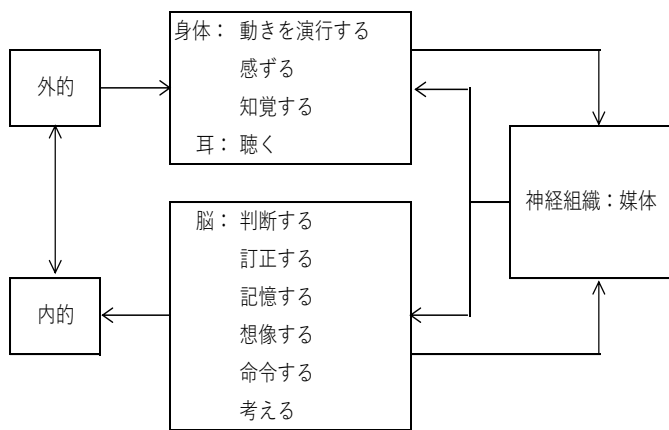 外的
身体： 動きを演行する
感ずる
知覚する
耳： 聴く
神経組織：媒体
内的
脳： 判断する
訂正する
記憶する
想像する
命令する
考える